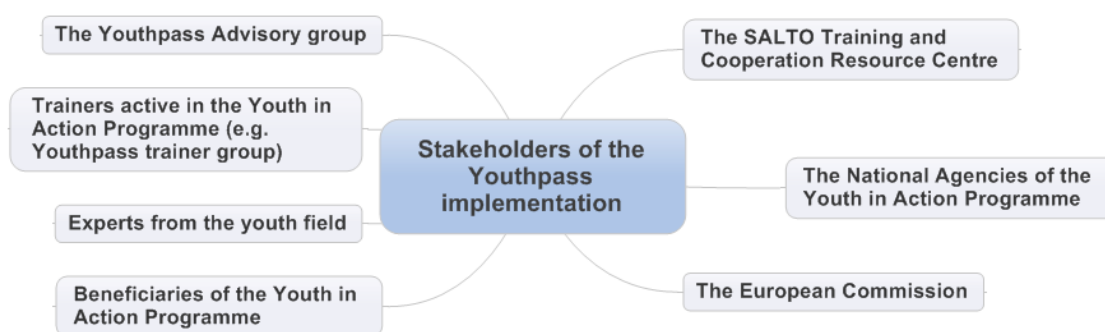 The Youthpass Advisory group
Trainers active in the Youth in
Action Programme (e.g.
Youthpass trainer group)
Experts from the youth field
Beneficiaries of the Youth in
Action Programme
Stakeholders of the
Youthpass
implementation
The SALTO Training and
Cooperation Resource Centre
The National Agencies of the
Youth in Action Programme
The European Commission